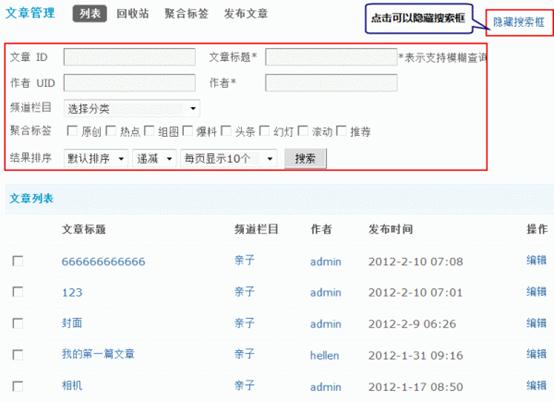 文章管理 列表 回收站 聚合标签 发布文章 点击可以隐藏搜索框 隐藏搜索框
文章 ID 文章标题* *表示支持模糊查询
作者 UID 作者*
频道栏目 选择分类
聚合标签 原创 热点 组图 爆料 头条 幻灯 滚动 推荐
结果排序 默认排序 递减 每页显示10个 搜索
文章列表
文章标题 频道栏目 作者 发布时间 操作
666666666666 亲子 admin 2012-2-10 07:08 编辑
123 亲子 admin 2012-2-10 07:01 编辑
封面 亲子 admin 2012-2-9 06:26 编辑
我的第一篇文章 亲子 hellen 2012-1-31 09:16 编辑
相机 亲子 admin 2012-1-17 08:50 编辑